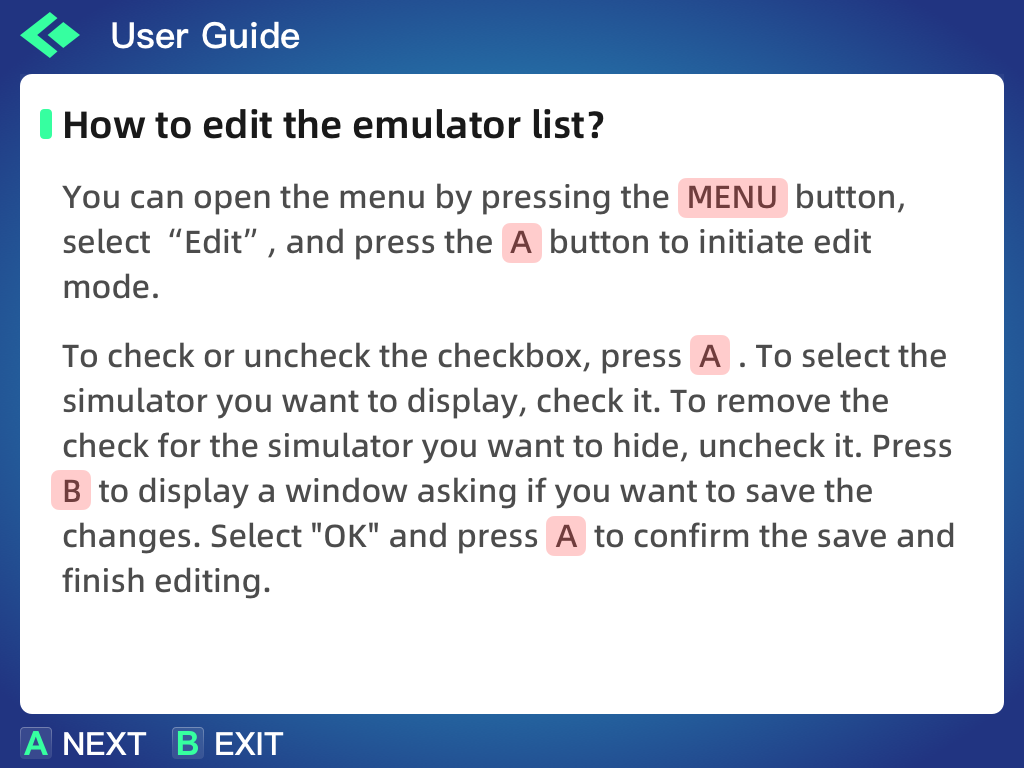 User Guide
How to edit the emulator list?
You can open the menu by pressing the MENU button,
select “Edit”, and press the A button to initiate edit
mode.
To check or uncheck the checkbox, press A . To select the
simulator you want to display, check it. To remove the
check for the simulator you want to hide, uncheck it. Press
B to display a window asking if you want to save the
changes. Select "OK" and press A to confirm the save and
finish editing.
A NEXT B EXIT